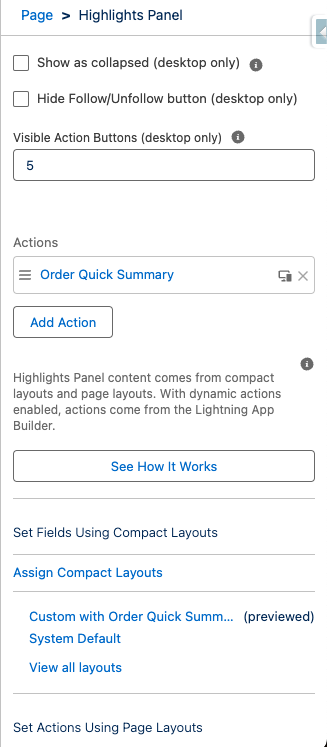 Page > Highlights Panel
Show as collapsed (desktop only)
Hide Follow/Unfollow button (desktop only)
Visible Action Buttons (desktop only)
5
Actions
Order Quick Summary
Add Action
Highlights Panel content comes from compact
layouts and page layouts. With dynamic actions
enabled, actions come from the Lightning App
Builder.
See How It Works
Set Fields Using Compact Layouts
Assign Compact Layouts
Custom with Order Quick Summ... (previewed)
System Default
View all layouts
Set Actions Using Page Layouts